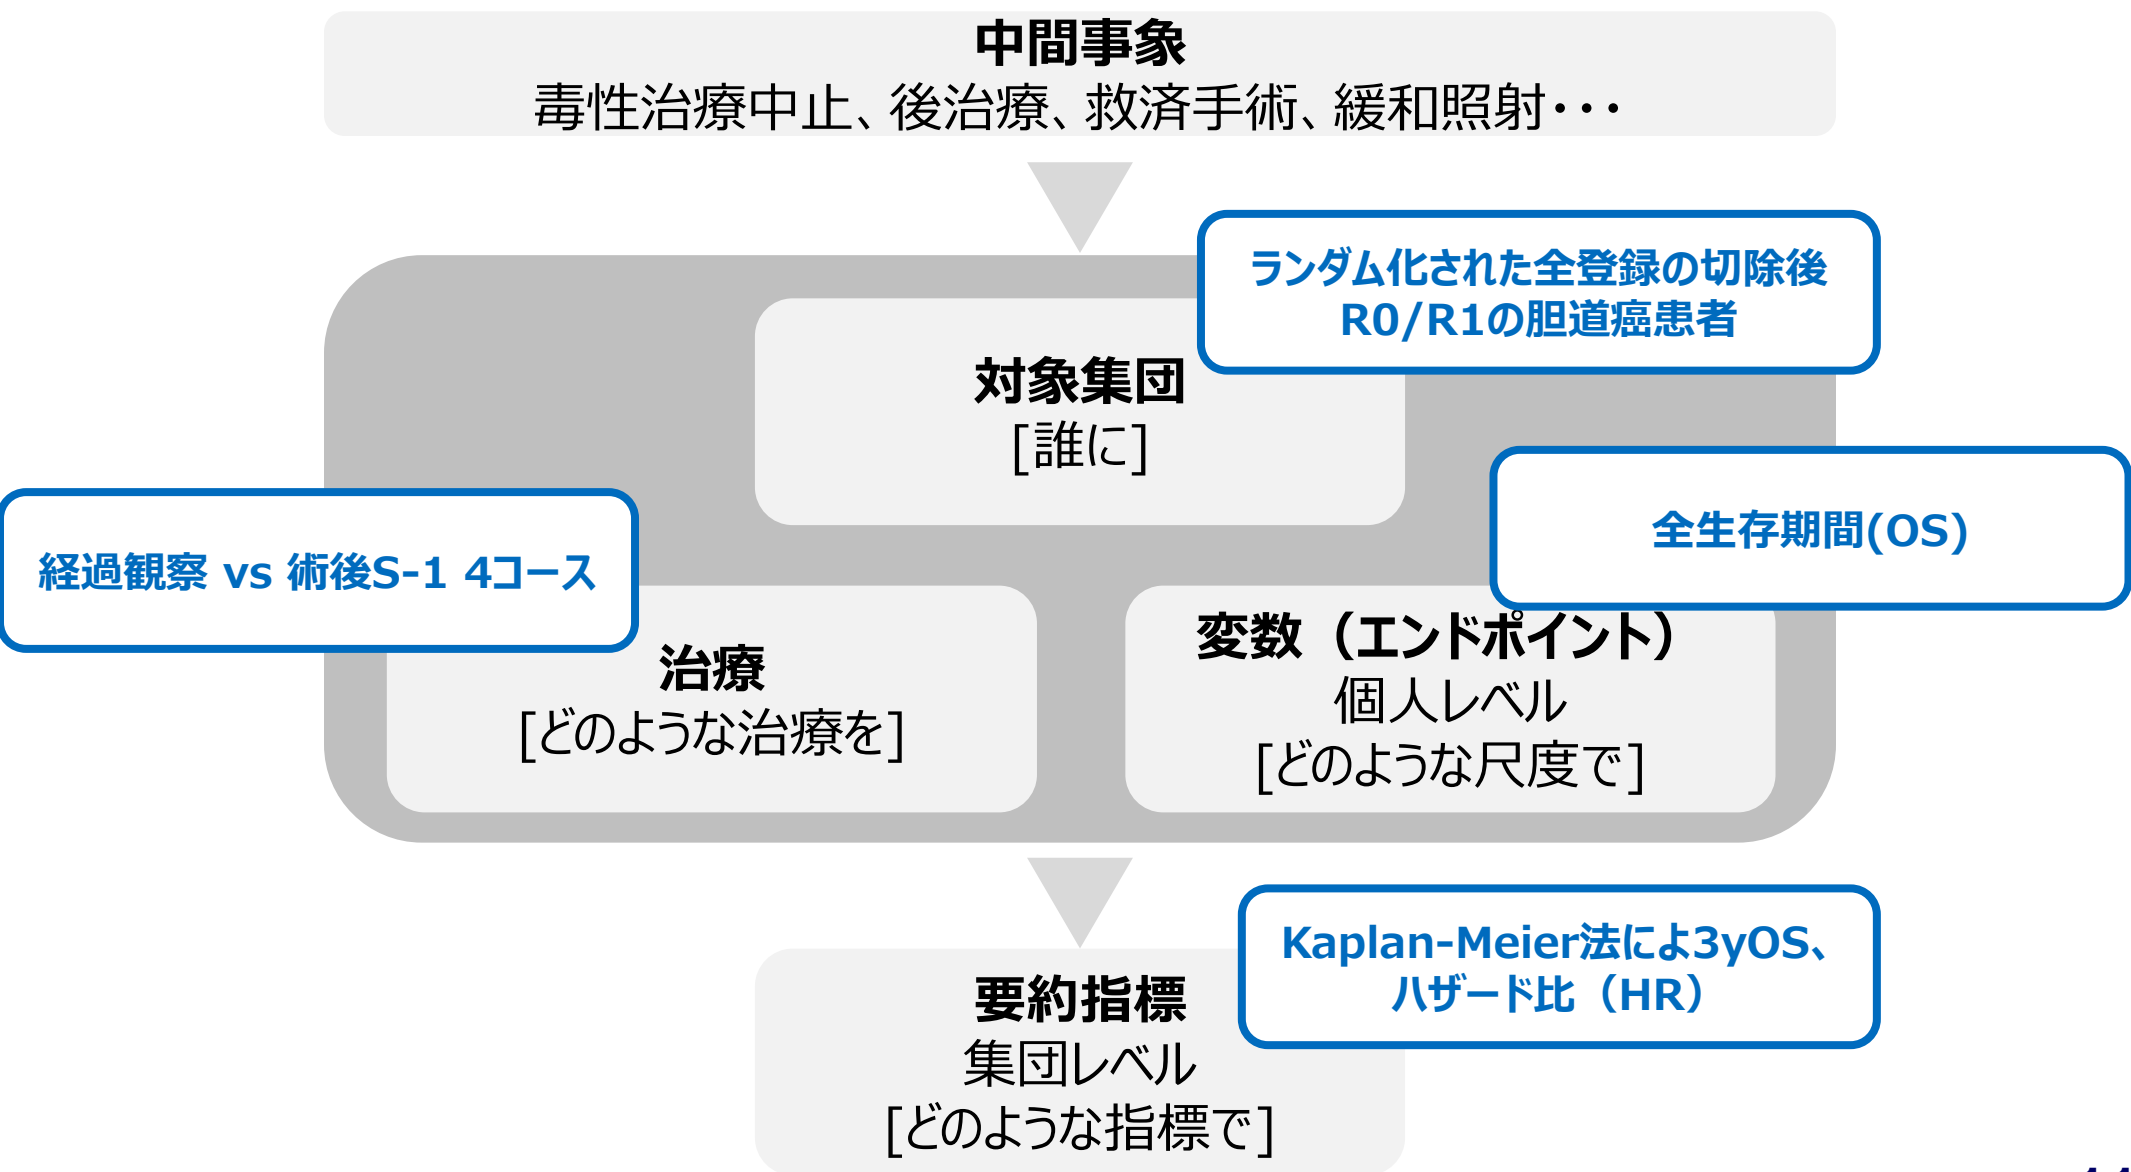 中間事象
毒性治療中止、後治療、救済手術、緩和照射・・・
ランダム化された全登録の切除後
R0/R1の胆道癌患者
対象集団
[誰に]
全生存期間(OS)
経過観察 vs 術後S-1 4コース
治療
[どのような治療を]
変数（エンドポイント）
個人レベル
[どのような尺度で]
Kaplan-Meier法によ3yOS、
ハザード比（HR）
要約指標
集団レベル
[どのような指標で]